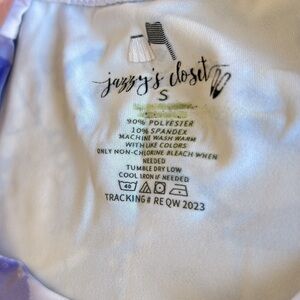 jazzy's closet
S
90% POLYESTER
10% SPANDEX
MACHINE WASH WARM
WITH LIKE COLORS
ONLY NON-CHLORINE BLEACH WHEN
NEEDED
TUMBLE DRY LOW
COOL IRON IF NEEDED
40
TRACKING# RE QW 2023